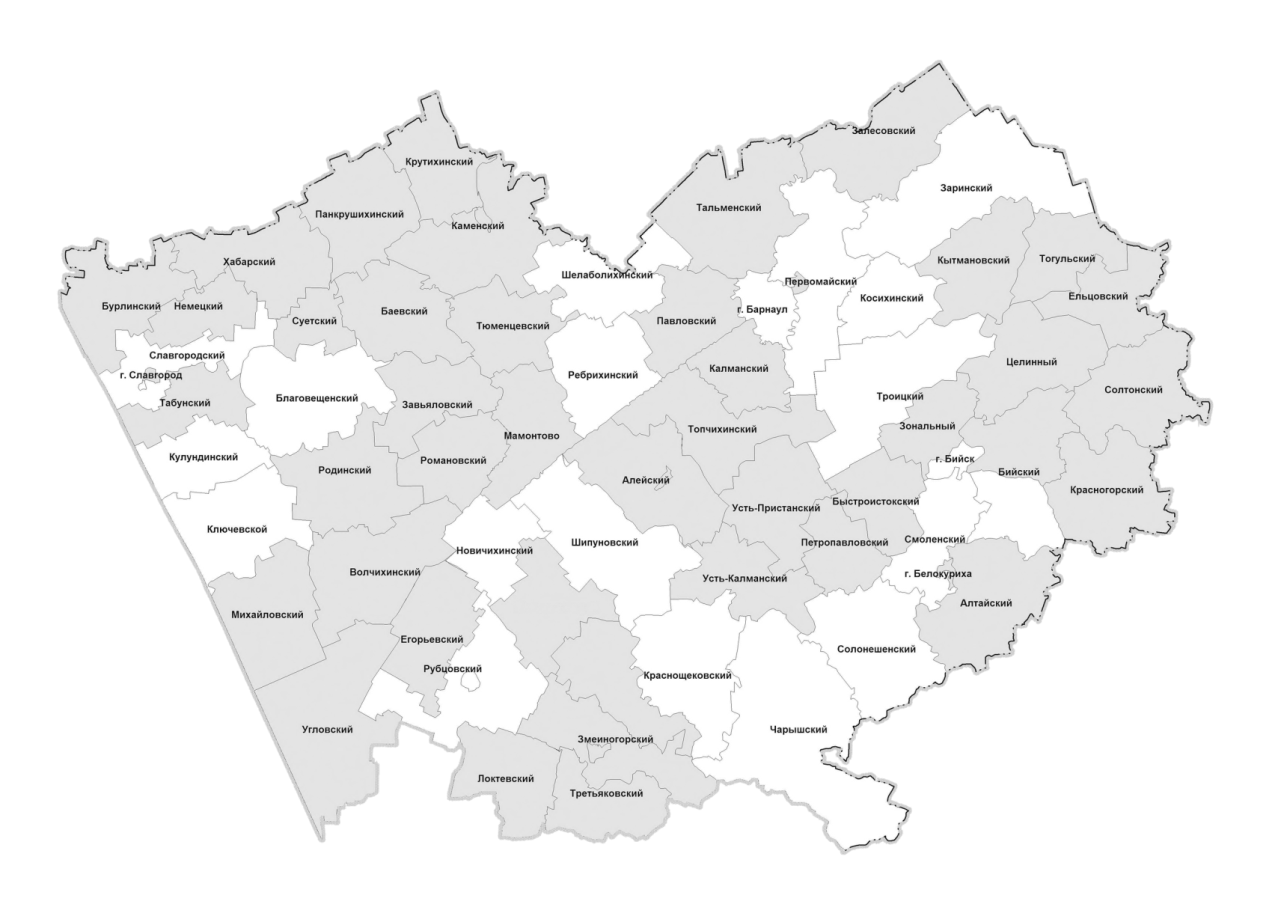 Залесовский
Крутихинский
Заринский
Тальменский
Панкрушихинский
Каменский
Тогульский
Кытмановский
Хабарский
Шелаболихинский
Первомайский
Ельцовский
Косихинский
Бурлинский
Немецкий
г. Барнаул
Баевский
Суетский
Павловский
Тюменцевский
Славгородский
Целинный
Калманский
г. Славгород
Ребрихинский
Солтонский
Троицкий
Благовещенский
Табунский
Завьяловский
Зональный
Топчихинский
Мамонтово
Кулундинский
г. Бийск
Романовский
Родинский
Бийский
Алейский
Красногорский
Быстроистокский
Усть-Пристанский
Ключевской
Смоленский
Петропавловский
Шипуновский
Новичихинский
Волчихинский
г. Белокуриха
Усть-Калманский
Алтайский
Михайловский
Егорьевский
Солонешенский
Рубцовский
Краснощековский
Угловский
Чарышский
Змеиногорский
Локтевский
Третьяковский